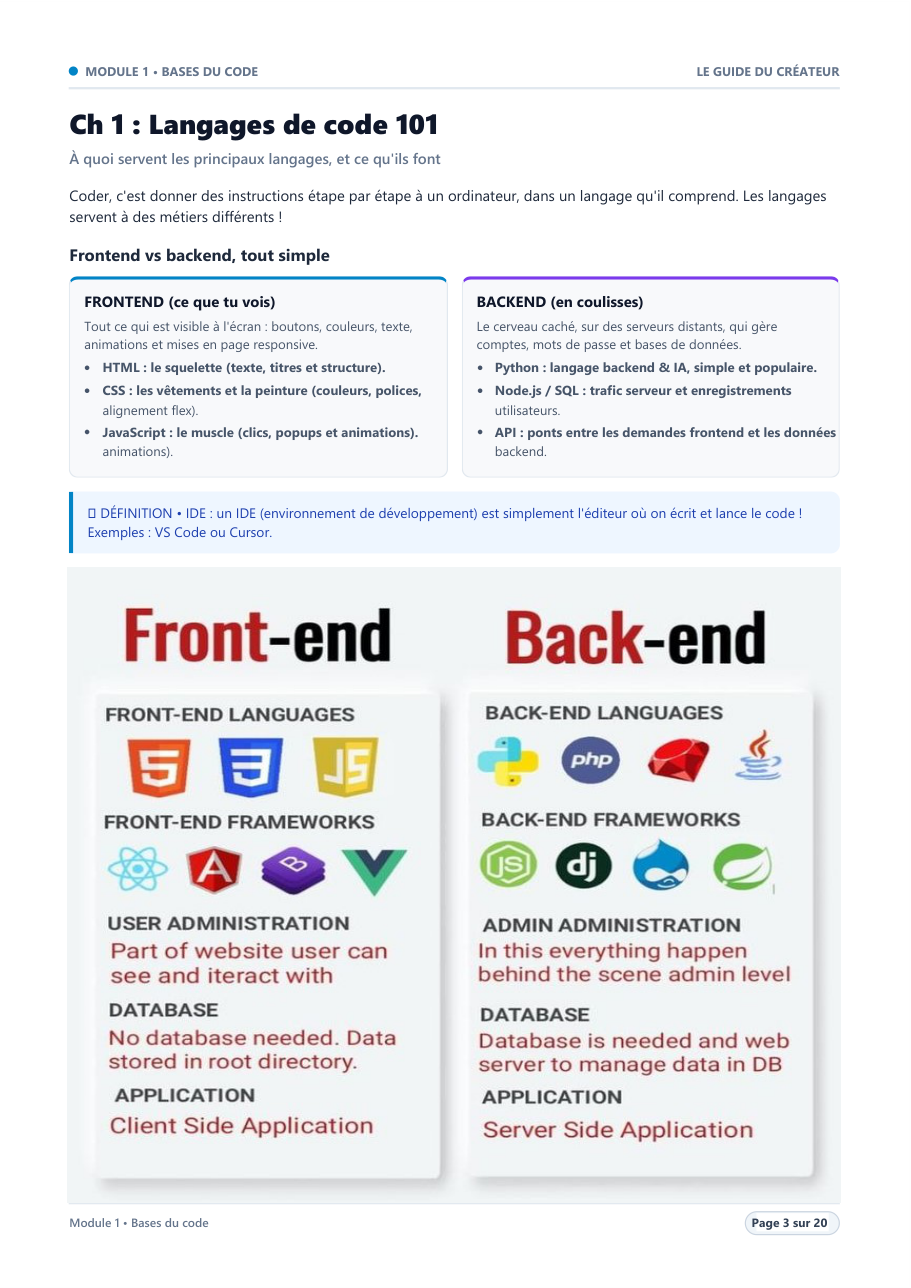 MODULE 1 • BASES DU CODE
LE GUIDE DU CRÉATEUR
Ch 1 : Langages de code 101
À quoi servent les principaux langages, et ce qu'ils font
Coder, c'est donner des instructions étape par étape à un ordinateur, dans un langage qu'il comprend. Les langages
servent à des métiers différents !
Frontend vs backend, tout simple
FRONTEND (ce que tu vois)
Tout ce qui est visible à l'écran : boutons, couleurs, texte,
animations et mises en page responsive.
• HTML : le squelette (texte, titres et structure).
• CSS : les vêtements et la peinture (couleurs, polices,
alignement flex).
• JavaScript : le muscle (clics, popups et animations).
animations).
BACKEND (en coulisses)
Le cerveau caché, sur des serveurs distants, qui gère
comptes, mots de passe et bases de données.
• Python : langage backend & IA, simple et populaire.
• Node.js / SQL : trafic serveur et enregistrements
utilisateurs.
• API : ponts entre les demandes frontend et les données
backend.
DÉFINITION • IDE : un IDE (environnement de développement) est simplement l'éditeur où on écrit et lance le code !
Exemples : VS Code ou Cursor.
Front-end
FRONT-END LANGUAGES
5
3
JS
FRONT-END FRAMEWORKS
A
B
USER ADMINISTRATION
Part of website user can
see and iteract with
DATABASE
No database needed. Data
stored in root directory.
APPLICATION
Client Side Application
Back-end
BACK-END LANGUAGES
php
BACK-END FRAMEWORKS
JS
dj
ADMIN ADMINISTRATION
In this everything happen
behind the scene admin level
DATABASE
Database is needed and web
server to manage data in DB
APPLICATION
Server Side Application
Module 1 • Bases du code
Page 3 sur 20